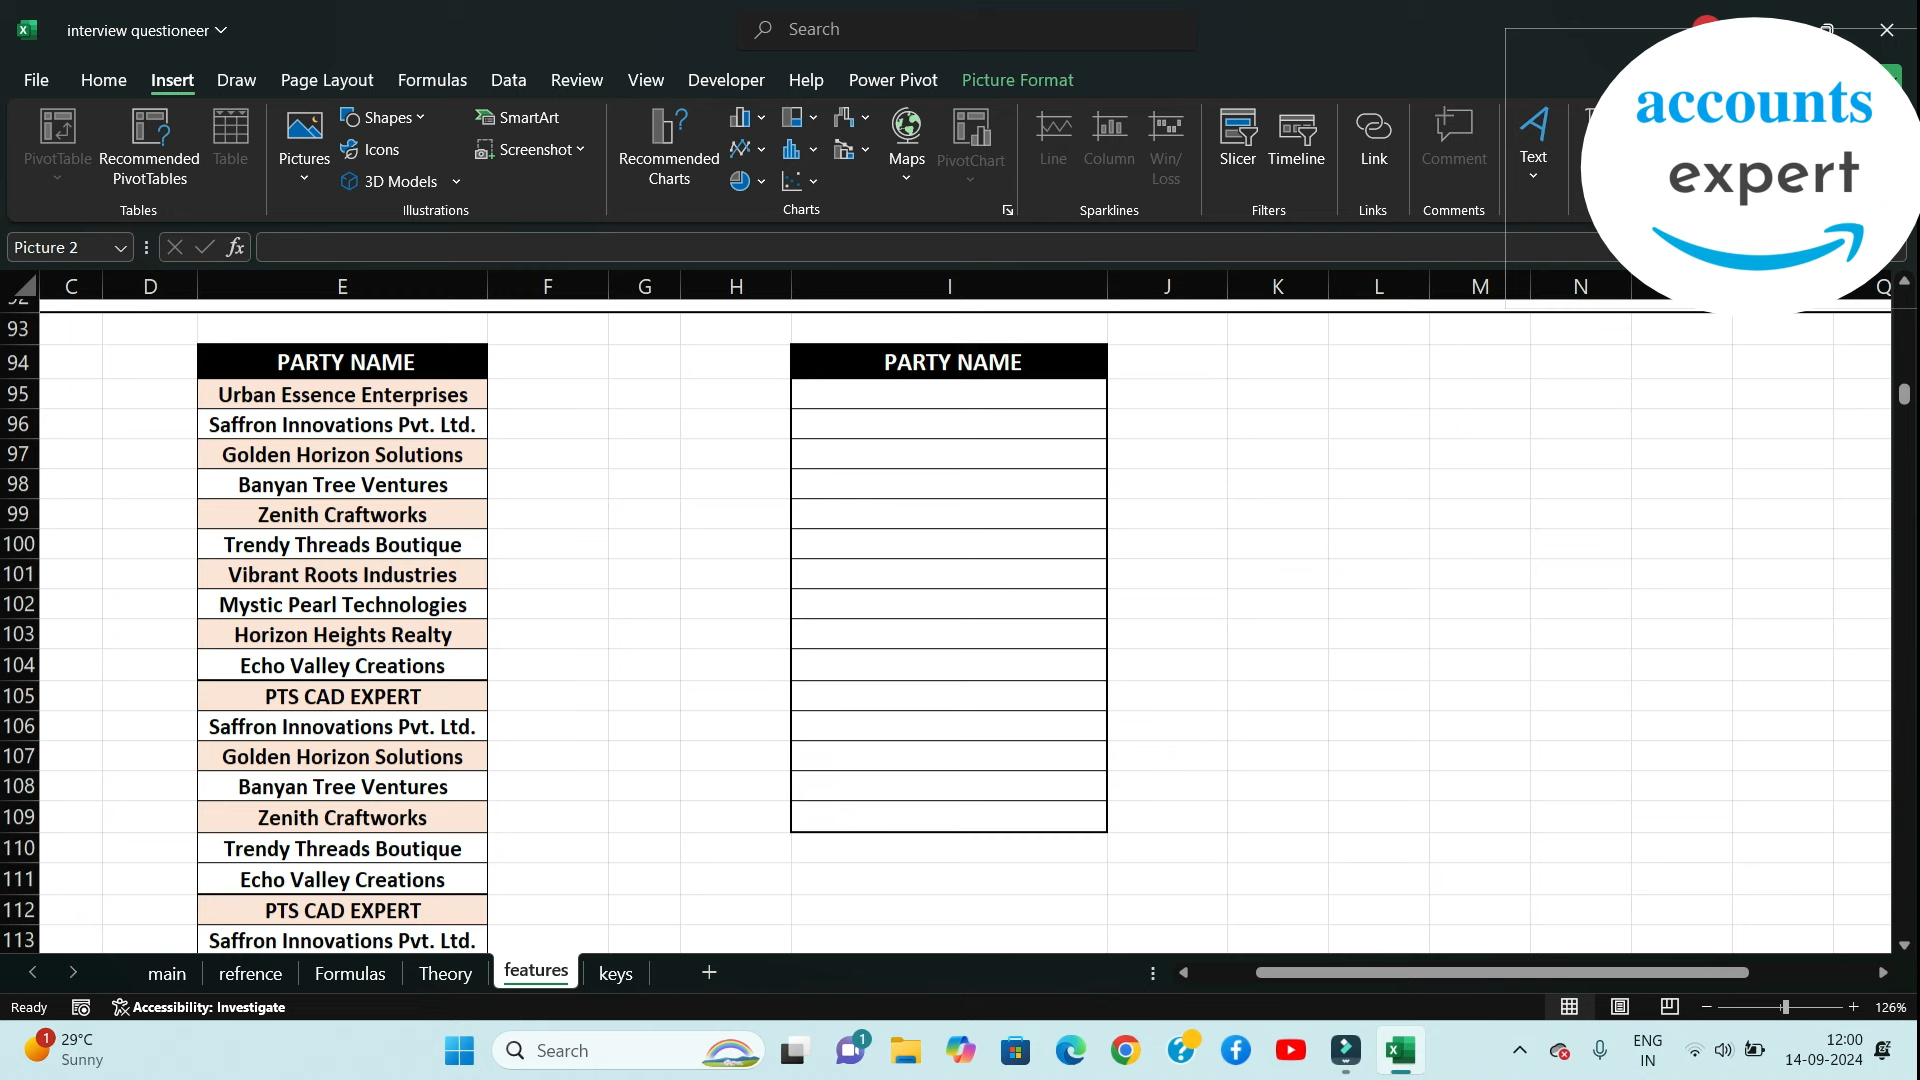 interview questioneer
Search
File Home Insert Draw Page Layout Formulas Data Review View Developer Help Power Pivot Picture Format
PivotTable
Recommended PivotTables
Table
Tables
Pictures
Shapes
Icons
3D Models
SmartArt
Screenshot
Illustrations
Recommended Charts
Maps
PivotChart
Charts
Line
Column
Win/Loss
Sparklines
Slicer
Timeline
Filters
Link
Links
Comment
Comments
Text
accounts
expert
Picture 2
fx
C D E F G H I J K L M N Q
93
94 PARTY NAME PARTY NAME
95 Urban Essence Enterprises
96 Saffron Innovations Pvt. Ltd.
97 Golden Horizon Solutions
98 Banyan Tree Ventures
99 Zenith Craftworks
100 Trendy Threads Boutique
101 Vibrant Roots Industries
102 Mystic Pearl Technologies
103 Horizon Heights Realty
104 Echo Valley Creations
105 PTS CAD EXPERT
106 Saffron Innovations Pvt. Ltd.
107 Golden Horizon Solutions
108 Banyan Tree Ventures
109 Zenith Craftworks
110 Trendy Threads Boutique
111 Echo Valley Creations
112 PTS CAD EXPERT
113 Saffron Innovations Pvt. Ltd.
main refrence Formulas Theory features keys
Ready Accessibility: Investigate 126%
1 29°C
Sunny
Search
1
ENG
IN
12:00
14-09-2024